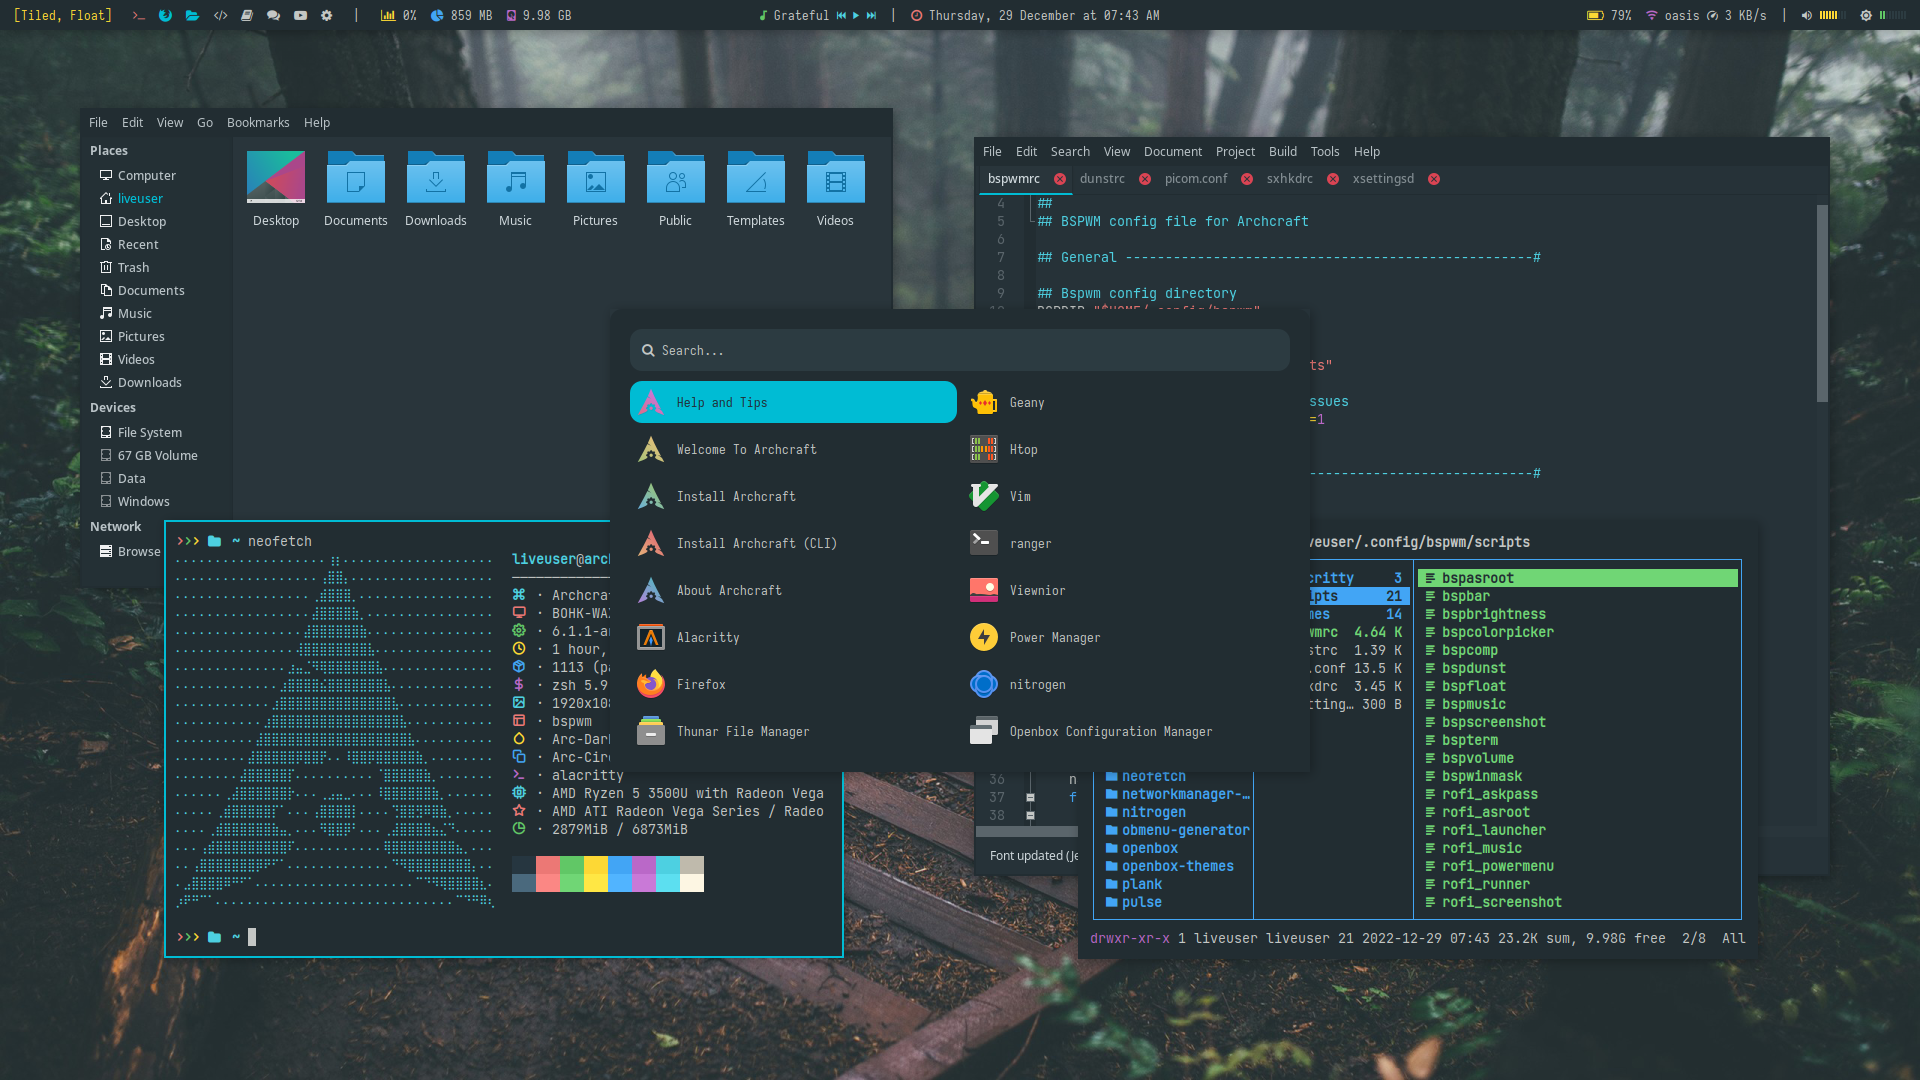 [Tiled, Float]
0%
859 MB
9.98 GB
Grateful
Thursday, 29 December at 07:43 AM
79%
oasis
3 KB/s
File Edit View Go Bookmarks Help
Places
Computer
liveuser
Desktop
Recent
Trash
Documents
Music
Pictures
Videos
Downloads
Devices
File System
67 GB Volume
Data
Windows
Network
Browse
Desktop Documents Downloads Music Pictures Public Templates Videos
File Edit Search View Document Project Build Tools Help
bspwmrc dunstrc picom.conf sxhkdrc xsettingsd
4 ##
5 ## BSPWM config file for Archcraft
6
7 ## General ---------------------------------------------------#
8
9 ## Bspwm config directory
ts"
ssues
=1
----------------------------#
36 n
37 f
38
Font updated (Je
Search...
Help and Tips
Welcome To Archcraft
Install Archcraft
Install Archcraft (CLI)
About Archcraft
Alacritty
Firefox
Thunar File Manager
Geany
Htop
Vim
ranger
Viewnior
Power Manager
nitrogen
Openbox Configuration Manager
>>> ~ neofetch
liveuser@arc
· Archcra
· BOHK-WA
· 6.1.1-a
· 1 hour,
· 1113 (pa
· zsh 5.9
· 1920x108
· bspwm
· Arc-Dar
· Arc-Cir
· alacritty
· AMD Ryzen 5 3500U with Radeon Vega
· AMD ATI Radeon Vega Series / Radeo
· 2879MiB / 6873MiB
>>> ~
veuser/.config/bspwm/scripts
critty 3
ipts 21
mes 14
wmrc 4.64 K
strc 1.39 K
.conf 13.5 K
kdrc 3.45 K
tting… 300 B
neofetch
networkmanager-…
nitrogen
obmenu-generator
openbox
openbox-themes
plank
pulse
bspasroot
bspbar
bspbrightness
bspcolorpicker
bspcomp
bspdunst
bspfloat
bspmusic
bspscreenshot
bspterm
bspvolume
bspwinmask
rofi_askpass
rofi_asroot
rofi_launcher
rofi_music
rofi_powermenu
rofi_runner
rofi_screenshot
drwxr-xr-x 1 liveuser liveuser 21 2022-12-29 07:43 23.2K sum, 9.98G free 2/8 All